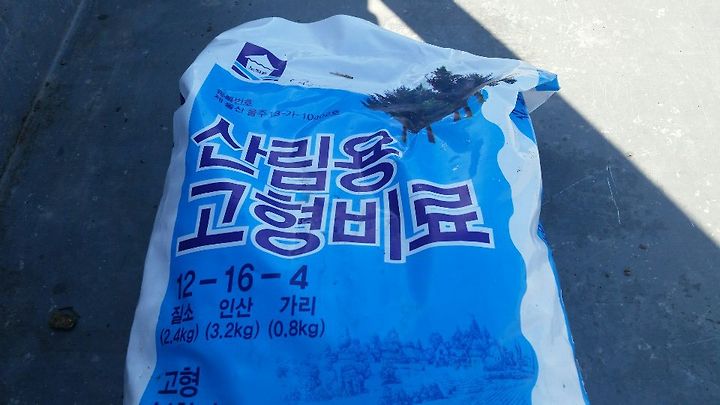 산림용
고형비료
12-16-4
질소 인산 가리
(2.4kg) (3.2kg) (0.8kg)
고형